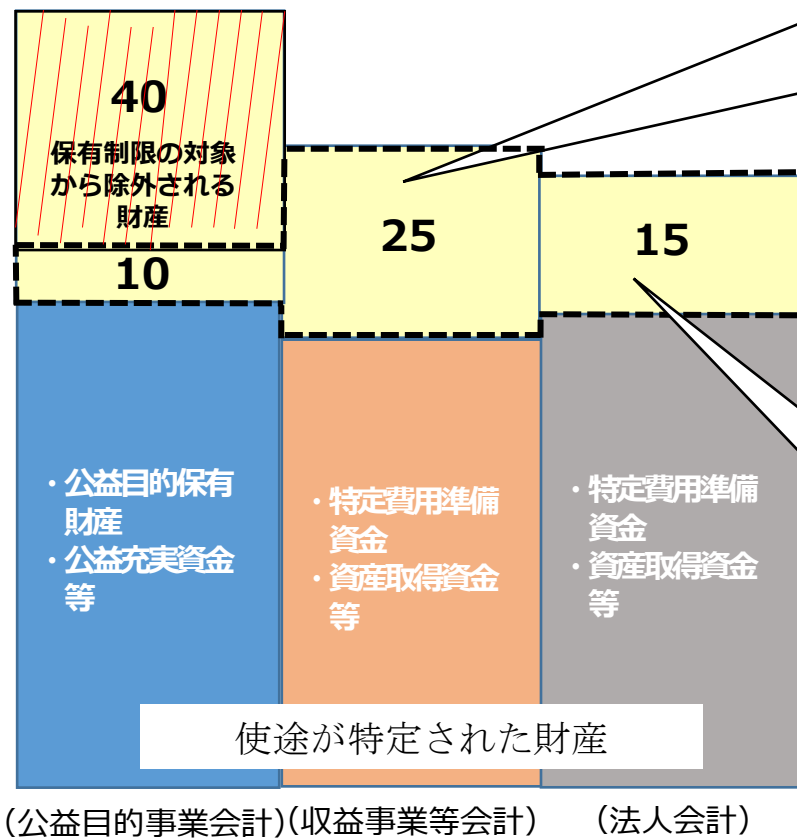 40
保有制限の対象
から除外される
財産
10
25
15
・公益目的保有
財産
・公益充実資金
等
・特定費用準備
資金
・資産取得資金
等
・特定費用準備
資金
・資産取得資金
等
使途が特定された財産
(公益目的事業会計)(収益事業等会計) (法人会計)